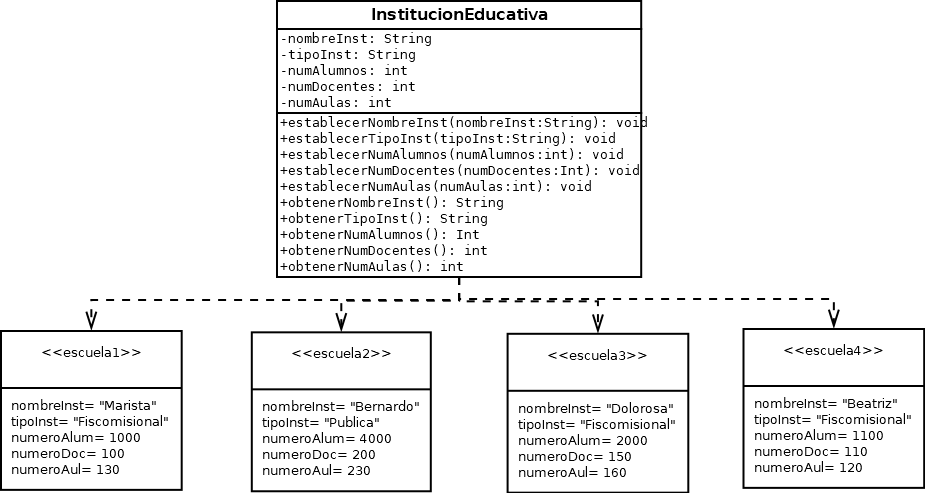 InstitucionEducativa
-nombreInst: String
-tipoInst: String
-numAlumnos: int
-numDocentes: int
-numAulas: int
+establecerNombreInst(nombreInst:String): void
+establecerTipoInst(tipoInst:String): void
+establecerNumAlumnos(numAlumnos:int): void
+establecerNumDocentes(numDocentes:Int): void
+establecerNumAulas(numAulas:int): void
+obtenerNombreInst(): String
+obtenerTipoInst(): String
+obtenerNumAlumnos(): Int
+obtenerNumDocentes(): int
+obtenerNumAulas(): int
<<escuela1>>
nombreInst= "Marista"
tipoInst= "Fiscomisional"
numeroAlum= 1000
numeroDoc= 100
numeroAul= 130
<<escuela2>>
nombreInst= "Bernardo"
tipoInst= "Publica"
numeroAlum= 4000
numeroDoc= 200
numeroAul= 230
<<escuela3>>
nombreInst= "Dolorosa"
tipoInst= "Fiscomisional"
numeroAlum= 2000
numeroDoc= 150
numeroAul= 160
<<escuela4>>
nombreInst= "Beatriz"
tipoInst= "Fiscomisional"
numeroAlum= 1100
numeroDoc= 110
numeroAul= 120